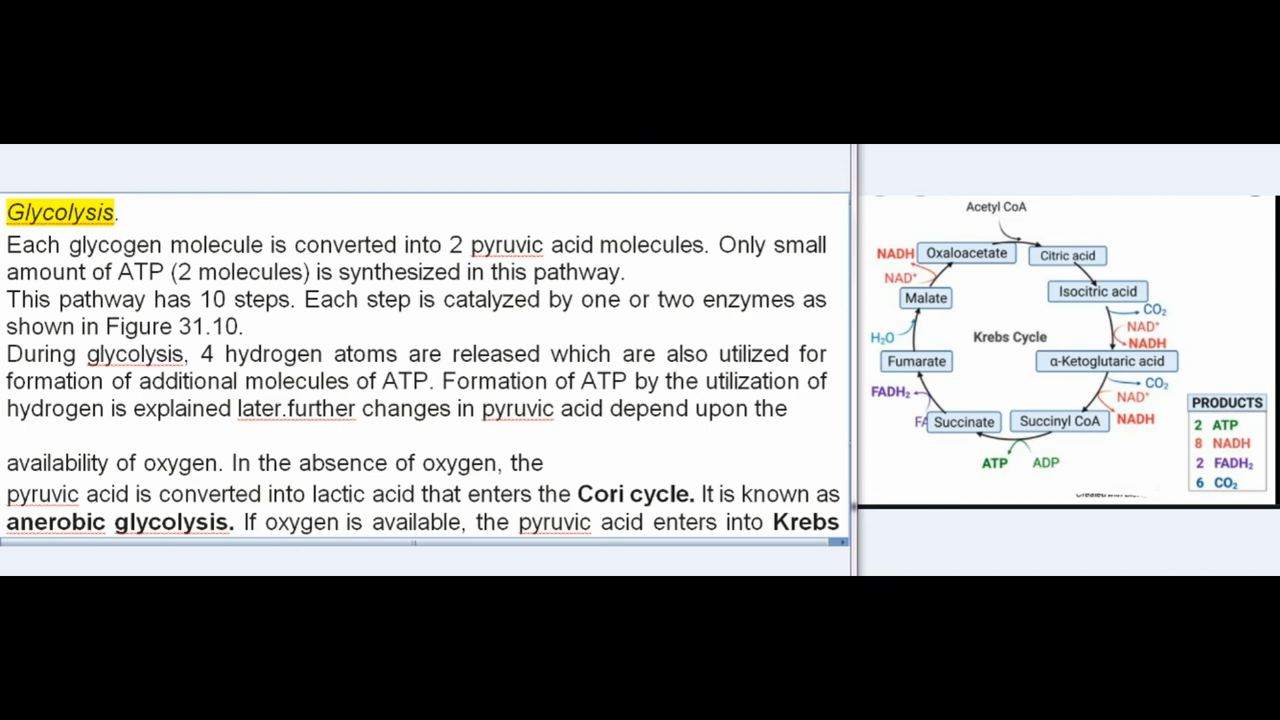 Glycolysis.
Each glycogen molecule is converted into 2 pyruvic acid molecules. Only small
amount of ATP (2 molecules) is synthesized in this pathway.
This pathway has 10 steps. Each step is catalyzed by one or two enzymes as
shown in Figure 31.10.
During glycolysis, 4 hydrogen atoms are released which are also utilized for
formation of additional molecules of ATP. Formation of ATP by the utilization of
hydrogen is explained later.further changes in pyruvic acid depend upon the
availability of oxygen. In the absence of oxygen, the
pyruvic acid is converted into lactic acid that enters the Cori cycle. It is known as
anerobic glycolysis. If oxygen is available, the pyruvic acid enters into Krebs
Acetyl CoA
NADH
Oxaloacetate
Citric acid
NAD⁺
Malate
Isocitric acid
CO₂
NAD⁺
NADH
H₂O
Krebs Cycle
Fumarate
α-Ketoglutaric acid
CO₂
FADH₂
NAD⁺
NADH
FA
Succinate
Succinyl CoA
ATP
ADP
PRODUCTS
2 ATP
8 NADH
2 FADH₂
6 CO₂